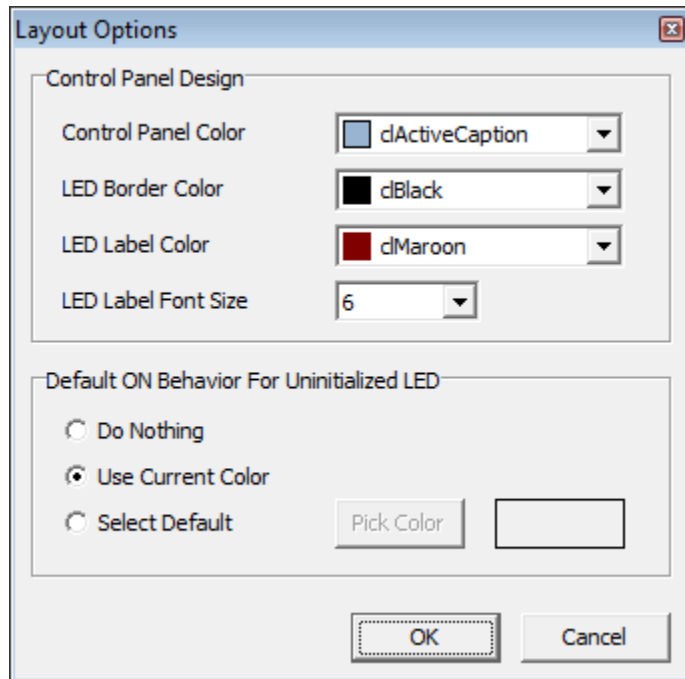 Layout Options
Control Panel Design
Control Panel Color clActiveCaption
LED Border Color clBlack
LED Label Color clMaroon
LED Label Font Size 6
Default ON Behavior For Uninitialized LED
Do Nothing
Use Current Color
Select Default Pick Color
OK Cancel